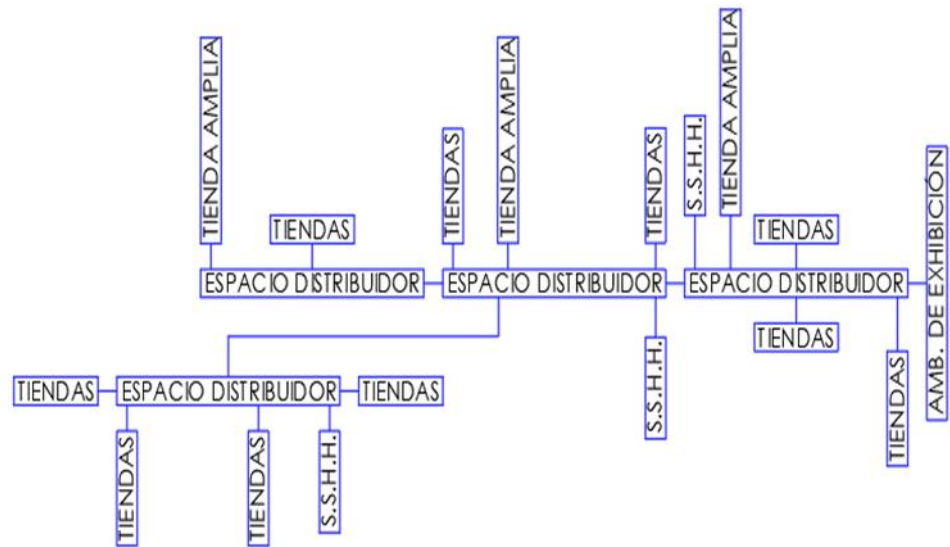 TIENDA AMPLIA
TIENDAS
TIENDAS
TIENDA AMPLIA
TIENDAS
S.S.H.H.
TIENDA AMPLIA
TIENDAS
AMB. DE EXHIBICIÓN
ESPACIO DISTRIBUIDOR
ESPACIO DISTRIBUIDOR
ESPACIO DISTRIBUIDOR
S.S.H.H.
TIENDAS
TIENDAS
TIENDAS
ESPACIO DISTRIBUIDOR
TIENDAS
TIENDAS
TIENDAS
S.S.H.H.